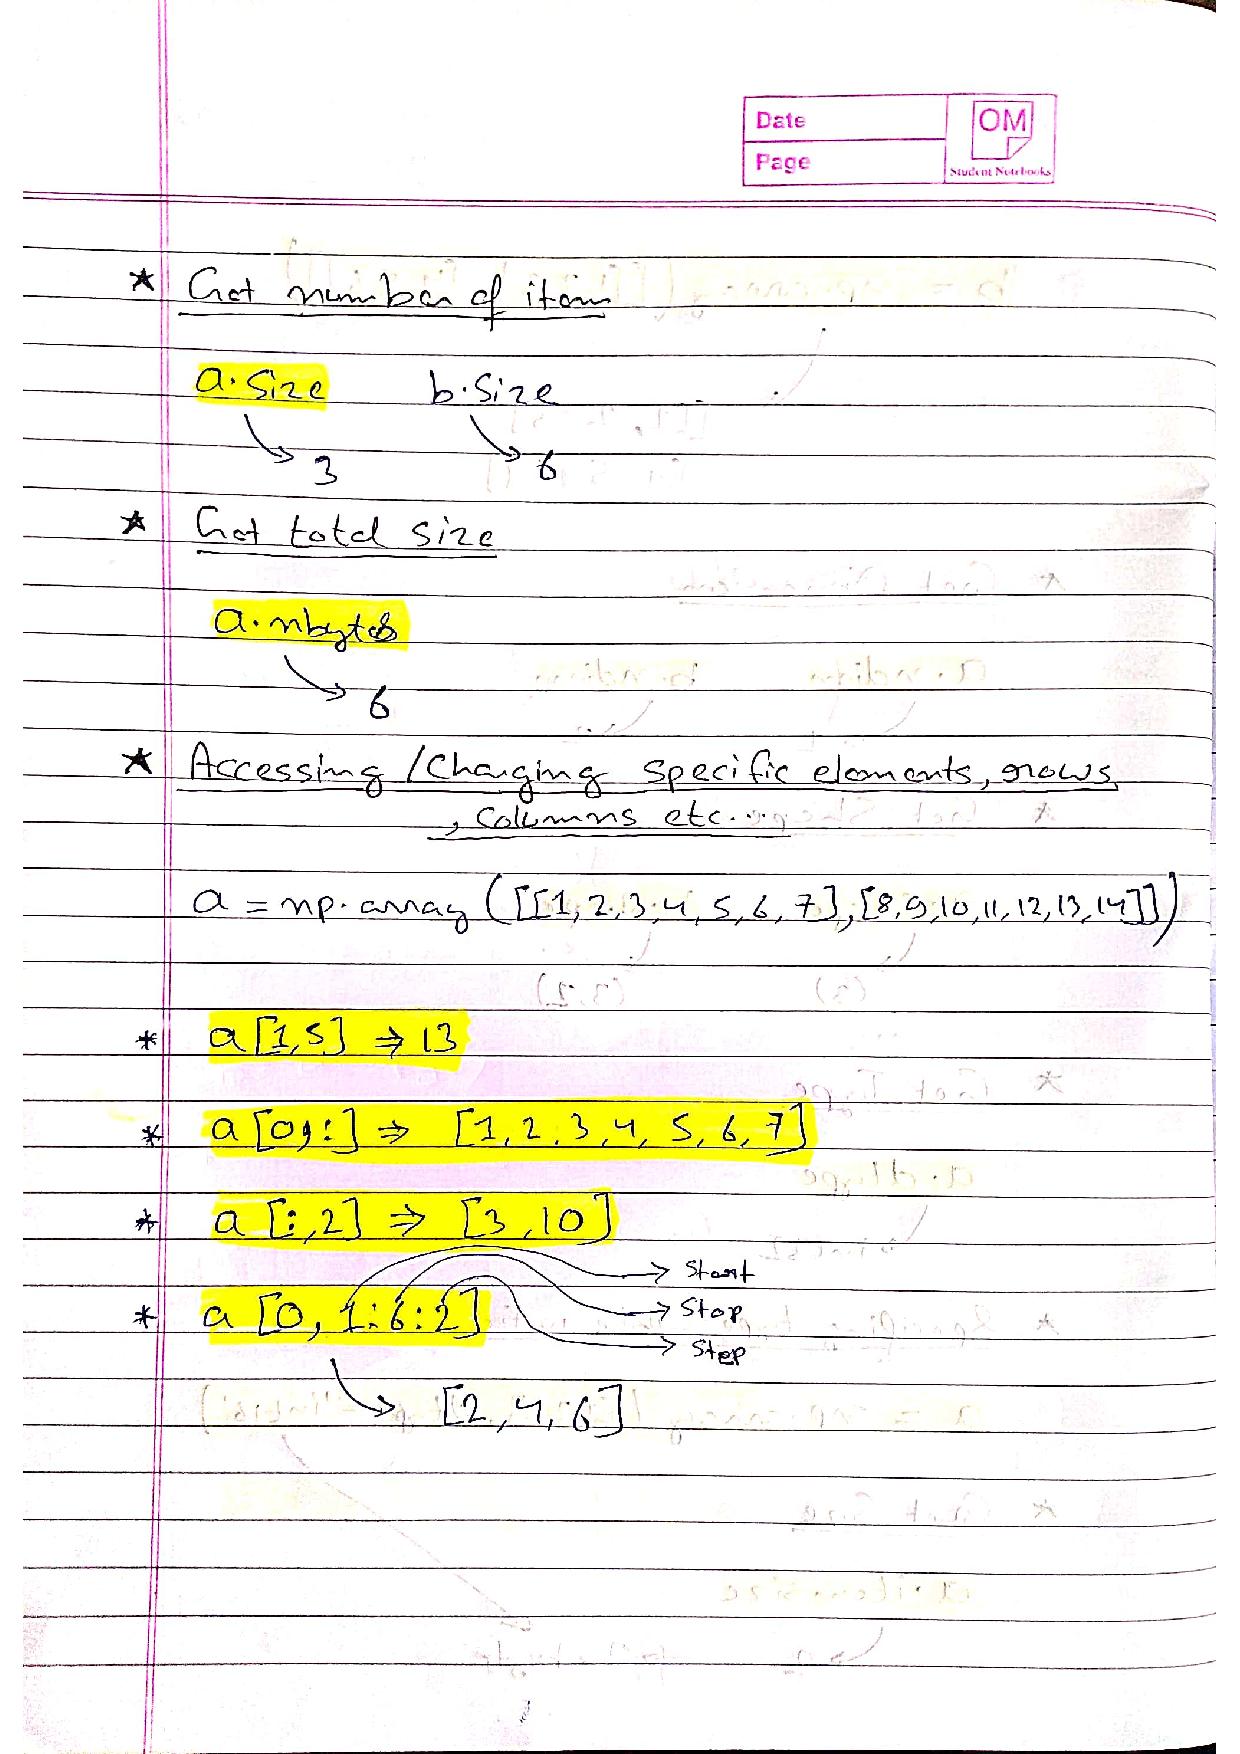 Date
OM
Page
Student Notebooks
★ Get number of item
a.size b.size
3 6
★ Get total size
a.nbytes
6
★ Accessing/Changing specific elements, rows
, columns etc...
a = np.array([[1,2,3,4,5,6,7],[8,9,10,11,12,13,14]])
* a[1,5] ⇒ 13
* a[0,:] ⇒ [1,2,3,4,5,6,7]
* a[:,2] ⇒ [3,10]
→ Start
* a[0,1:6:2] → Stop
→ Step
[2,4,6]